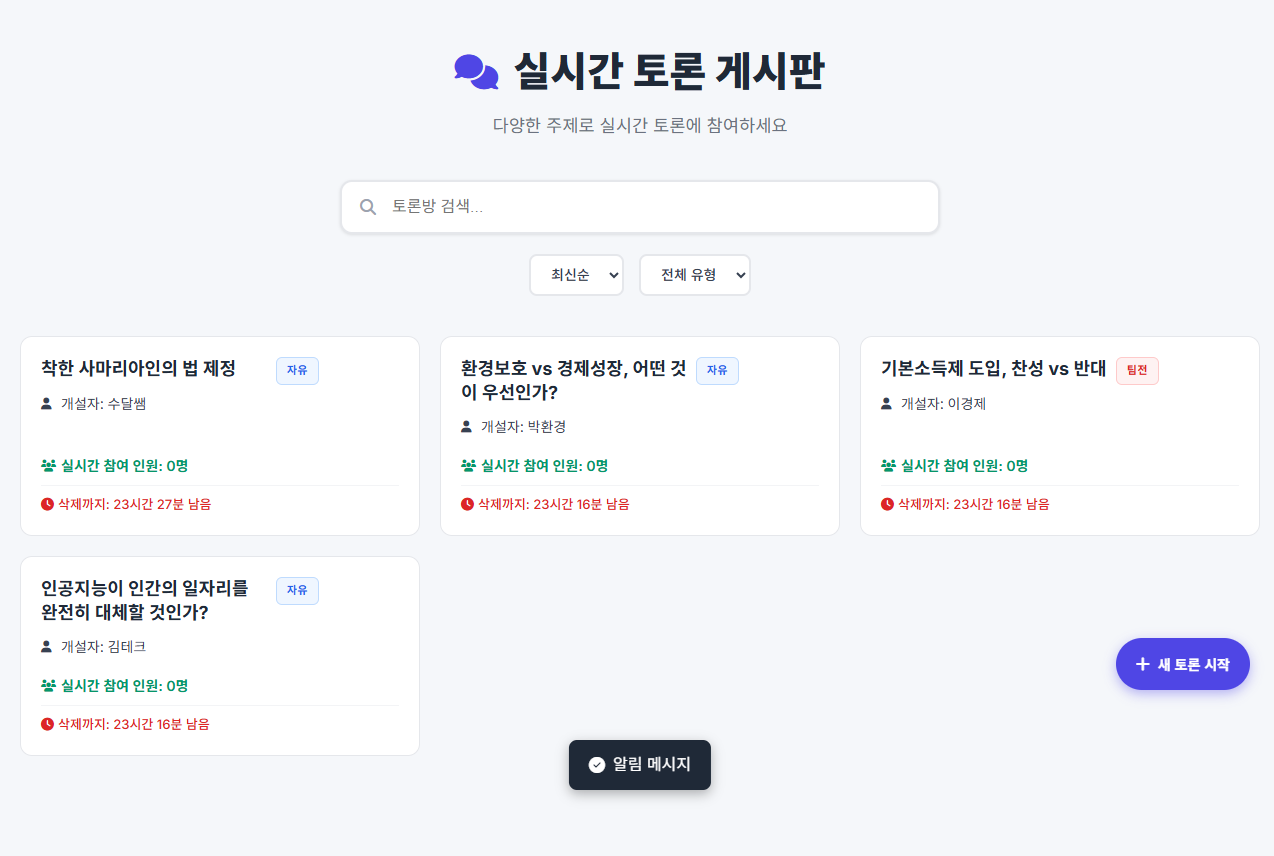 실시간 토론 게시판
다양한 주제로 실시간 토론에 참여하세요
토론방 검색...
최신순
전체 유형
착한 사마리아인의 법 제정
자유
개설자: 수달쌤
실시간 참여 인원: 0명
삭제까지: 23시간 27분 남음
환경보호 vs 경제성장, 어떤 것
이 우선인가?
자유
개설자: 박환경
실시간 참여 인원: 0명
삭제까지: 23시간 16분 남음
기본소득제 도입, 찬성 vs 반대
팀전
개설자: 이경제
실시간 참여 인원: 0명
삭제까지: 23시간 16분 남음
인공지능이 인간의 일자리를
완전히 대체할 것인가?
자유
개설자: 김테크
실시간 참여 인원: 0명
삭제까지: 23시간 16분 남음
새 토론 시작
알림 메시지